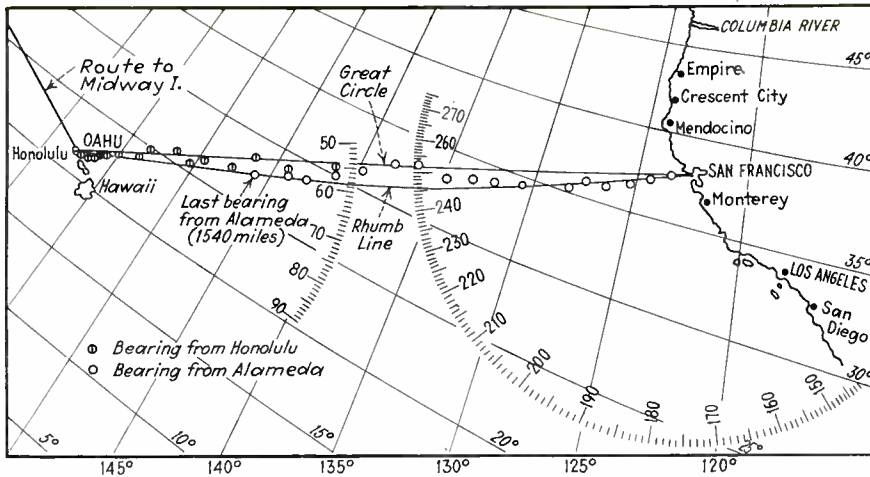 COLUMBIA RIVER
45°
Route to
Midway I.
Great
Circle
Empire
Crescent City
Mendocino
270
260
50
OAHU
Honolulu
Hawaii
40°
SAN FRANCISCO
Monterey
60
240
Last bearing
from Alameda
(1540 miles)
Rhumb
Line
70
230
35°
80
220
LOS ANGELES
90
210
San
Diego
Bearing from Honolulu
Bearing from Alameda
200
190
180
170
160
150
30°
5°
10°
15°
20°
145°
140°
135°
130°
125°
120°